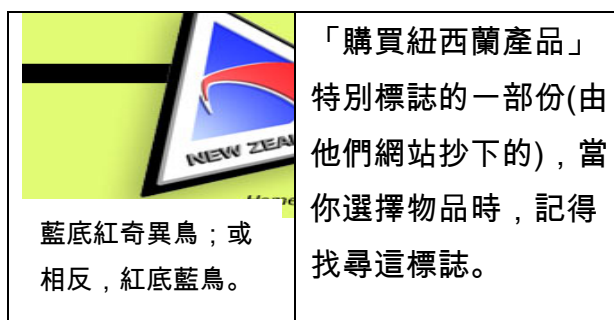 NEW ZEA
藍底紅奇異鳥；或
相反，紅底藍鳥。
「購買紐西蘭產品」
特別標誌的一部份(由
他們網站抄下的)，當
你選擇物品時，記得
找尋這標誌。